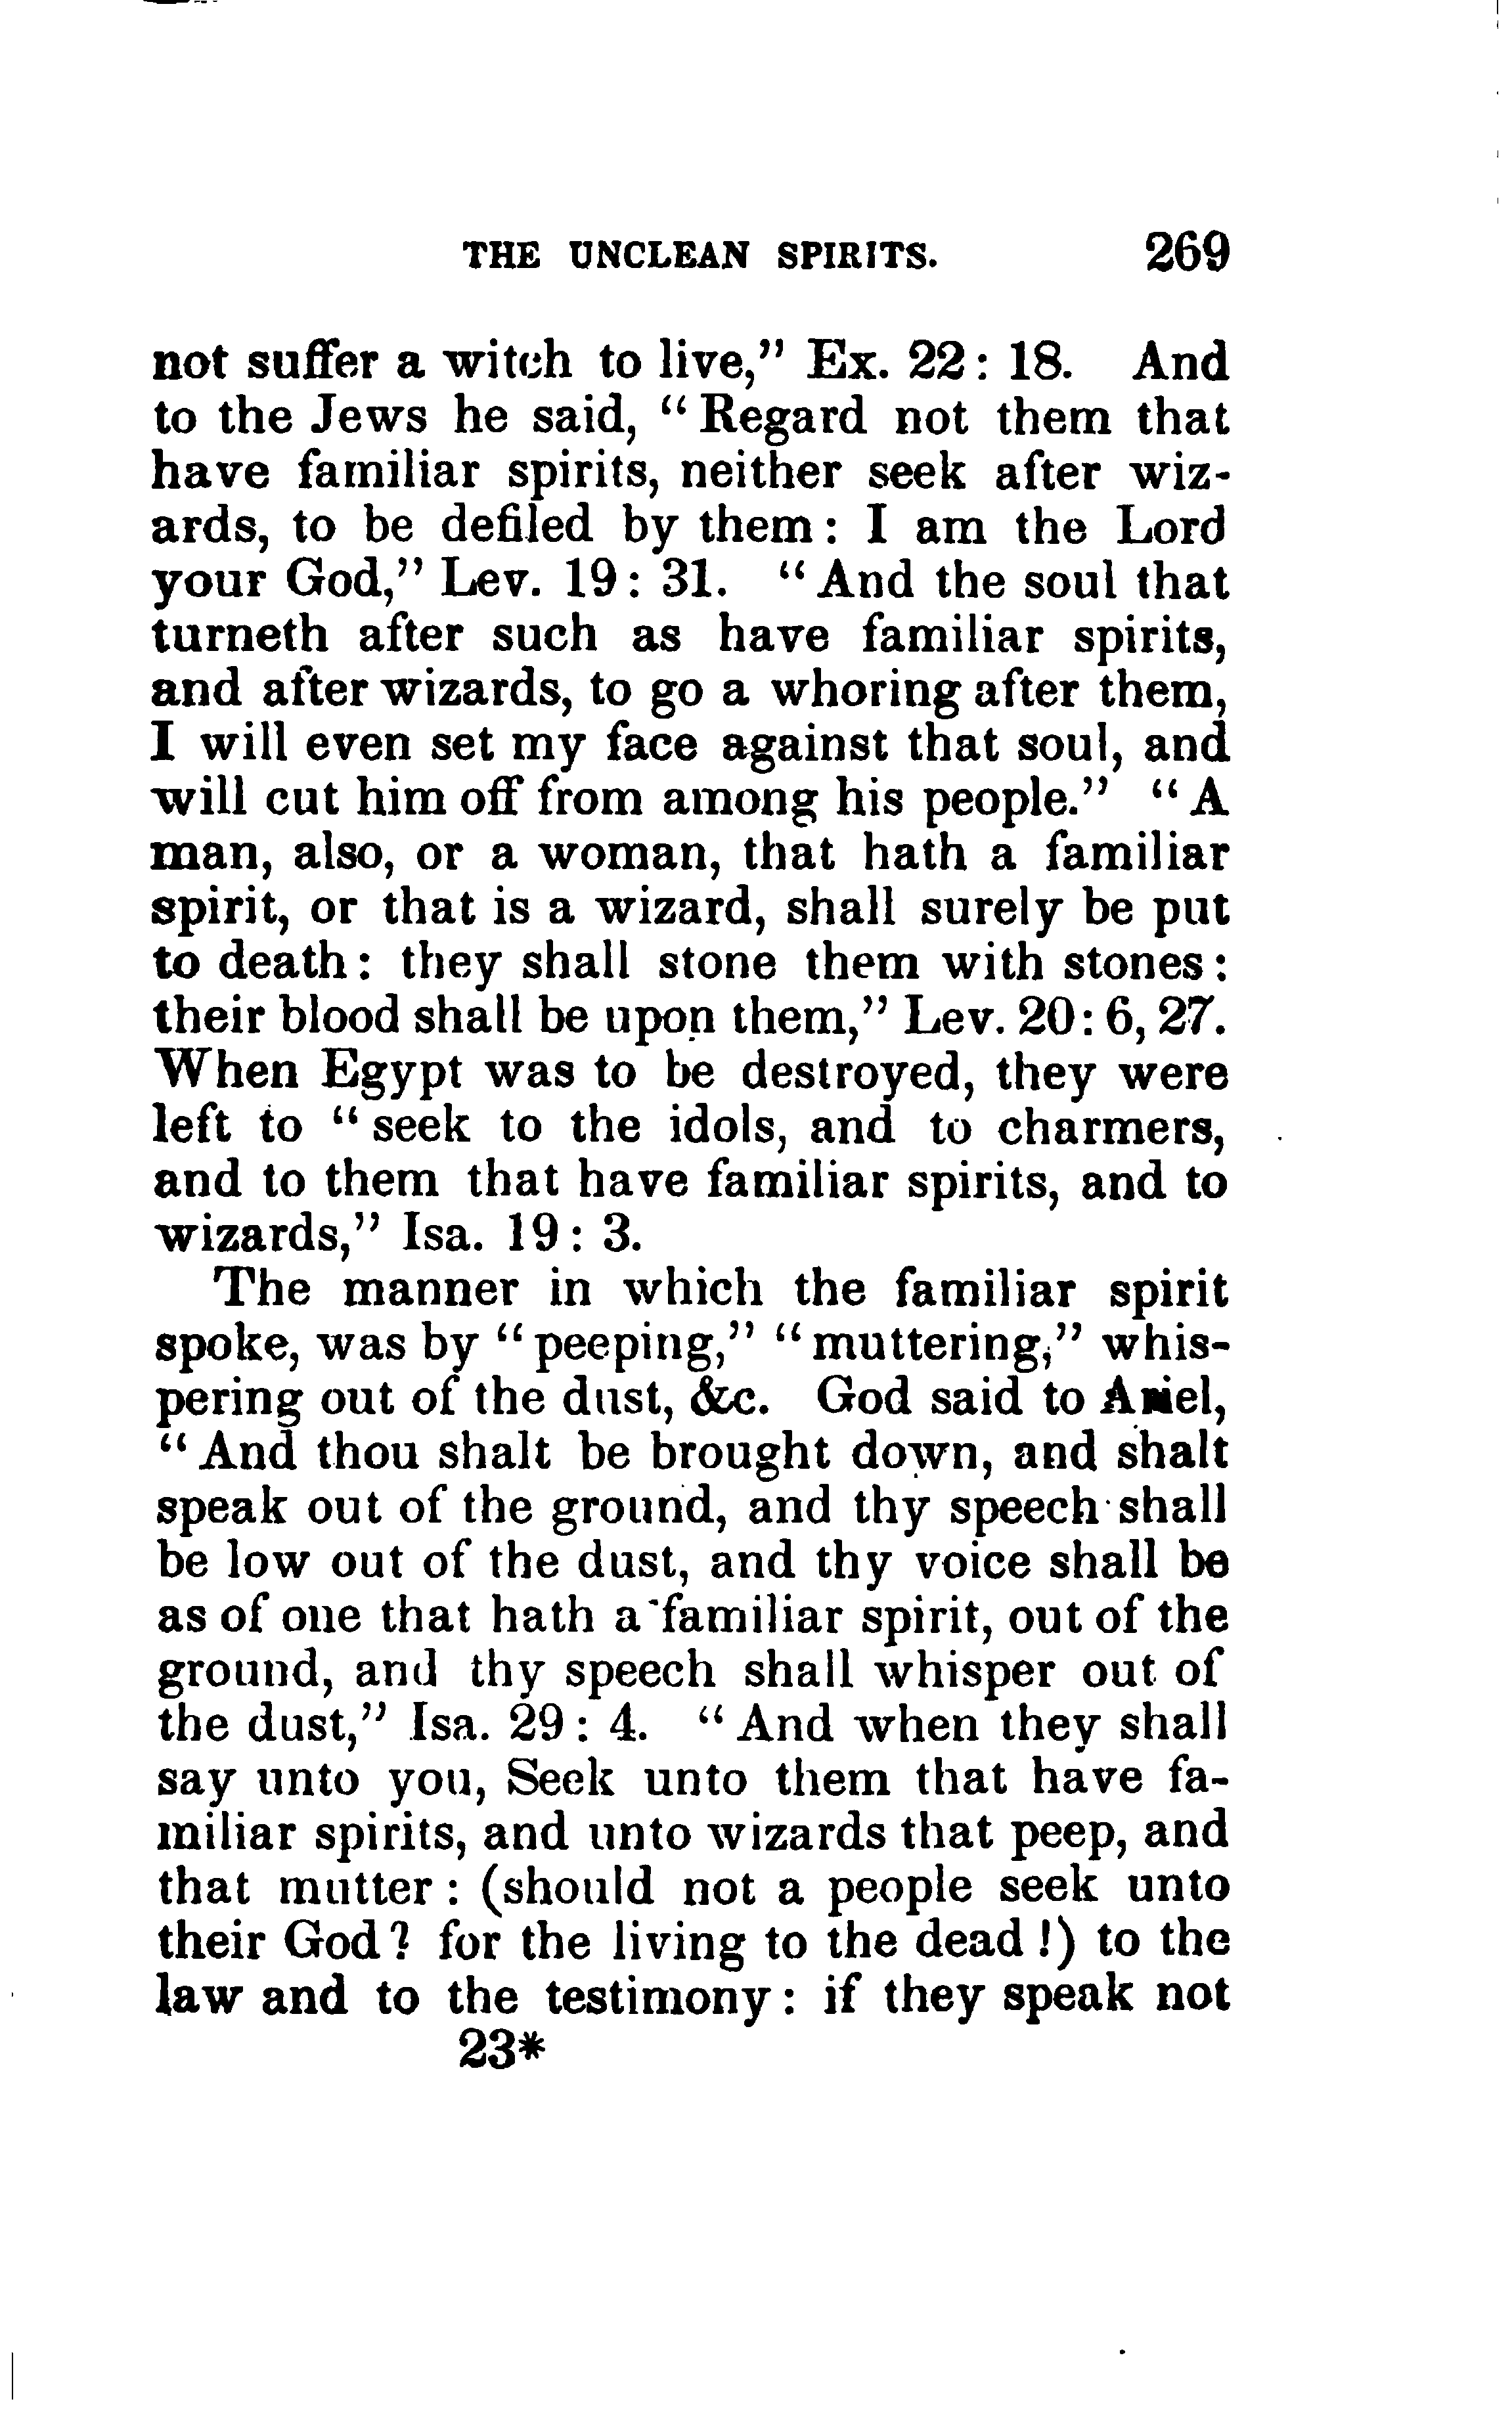 THE UNCLEAN SPIRITS. 269
not suffer a witch to live,” Ex. 22: 18. And
to the Jews he said, “Regard not them that
have familiar spirits, neither seek after wiz-
ards, to be defiled by them: I am the Lord
your God,” Lev. 19: 31. “And the soul that
turneth after such as have familiar spirits,
and after wizards, to go a whoring after them,
I will even set my face against that soul, and
will cut him off from among his people.” “A
man, also, or a woman, that hath a familiar
spirit, or that is a wizard, shall surely be put
to death: they shall stone them with stones:
their blood shall be upon them,” Lev. 20: 6, 27.
When Egypt was to be destroyed, they were
left to “seek to the idols, and to charmers,
and to them that have familiar spirits, and to
wizards,” Isa. 19: 3.
The manner in which the familiar spirit
spoke, was by “peeping,” “muttering,” whis-
pering out of the dust, &c. God said to Ariel,
“And thou shalt be brought down, and shalt
speak out of the ground, and thy speech shall
be low out of the dust, and thy voice shall be
as of one that hath a familiar spirit, out of the
ground, and thy speech shall whisper out of
the dust,” Isa. 29: 4. “And when they shall
say unto you, Seek unto them that have fa-
miliar spirits, and unto wizards that peep, and
that mutter: (should not a people seek unto
their God? for the living to the dead!) to the
law and to the testimony: if they speak not
23*